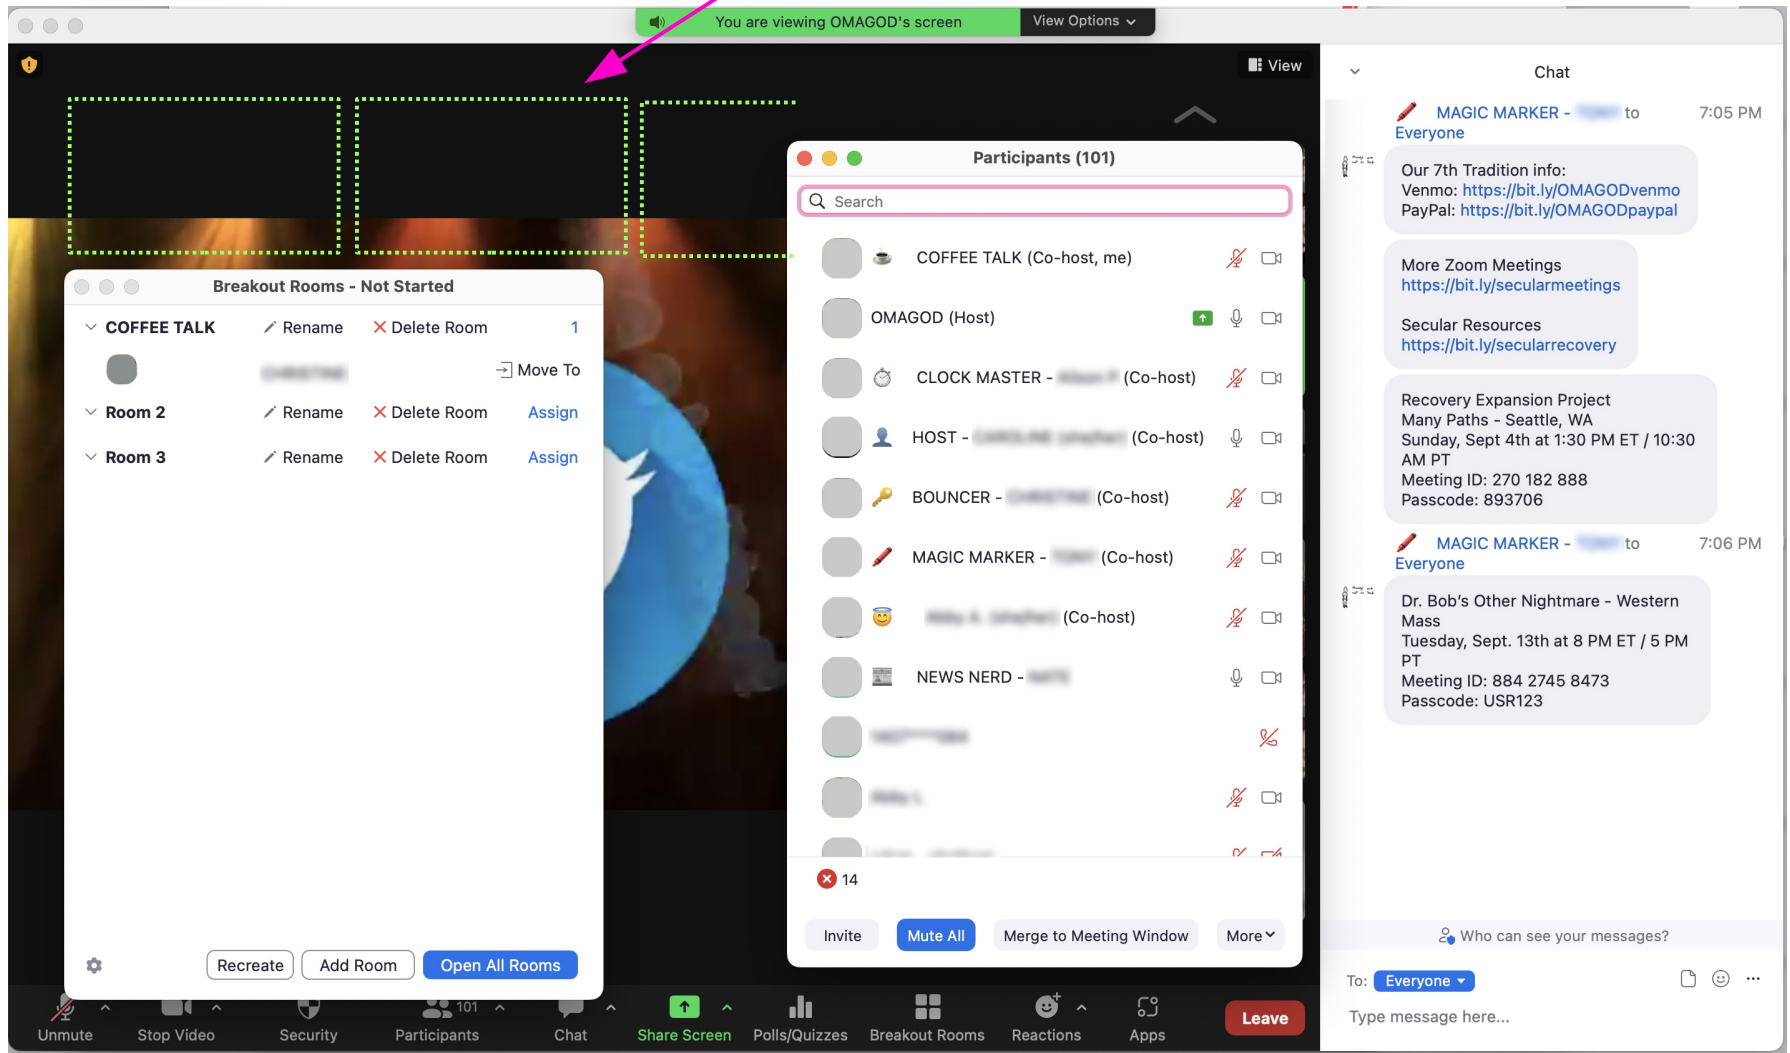 You are viewing OMAGOD's screen
View Options
View
Breakout Rooms - Not Started
COFFEE TALK Rename Delete Room 1
Move To
Room 2 Rename Delete Room Assign
Room 3 Rename Delete Room Assign
Recreate Add Room Open All Rooms
Participants (101)
Search
COFFEE TALK (Co-host, me)
OMAGOD (Host)
CLOCK MASTER - (Co-host)
HOST - (Co-host)
BOUNCER - (Co-host)
MAGIC MARKER - (Co-host)
(Co-host)
NEWS NERD -
14
Invite Mute All Merge to Meeting Window More
Chat
MAGIC MARKER - to 7:05 PM
Everyone
Our 7th Tradition info:
Venmo: https://bit.ly/OMAGODvenmo
PayPal: https://bit.ly/OMAGODpaypal
More Zoom Meetings
https://bit.ly/secularmeetings
Secular Resources
https://bit.ly/secularrecovery
Recovery Expansion Project
Many Paths - Seattle, WA
Sunday, Sept 4th at 1:30 PM ET / 10:30
AM PT
Meeting ID: 270 182 888
Passcode: 893706
MAGIC MARKER - to 7:06 PM
Everyone
Dr. Bob’s Other Nightmare - Western
Mass
Tuesday, Sept. 13th at 8 PM ET / 5 PM
PT
Meeting ID: 884 2745 8473
Passcode: USR123
Who can see your messages?
To: Everyone
Type message here...
101
Unmute Stop Video Security Participants Chat Share Screen Polls/Quizzes Breakout Rooms Reactions Apps Leave